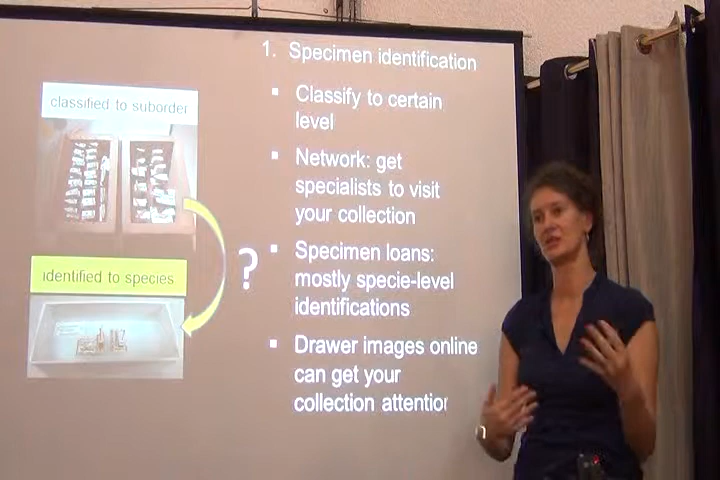 1. Specimen identification
classified to suborder
▪ Classify to certain
level
▪ Network: get
specialists to visit
your collection
▪ Specimen loans:
mostly specie-level
identifications
identified to species
?
▪ Drawer images online
can get your
collection attention